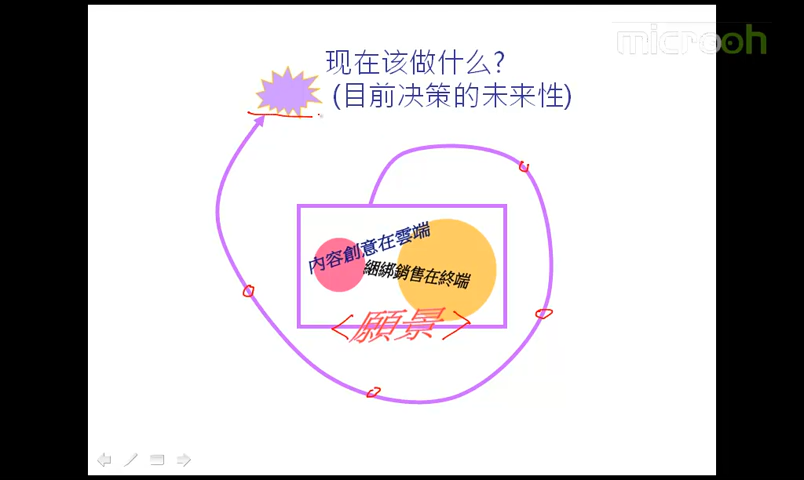 microoh
现在该做什么?
(目前决策的未来性)
內容創意在雲端
綑綁銷售在終端
<願景>